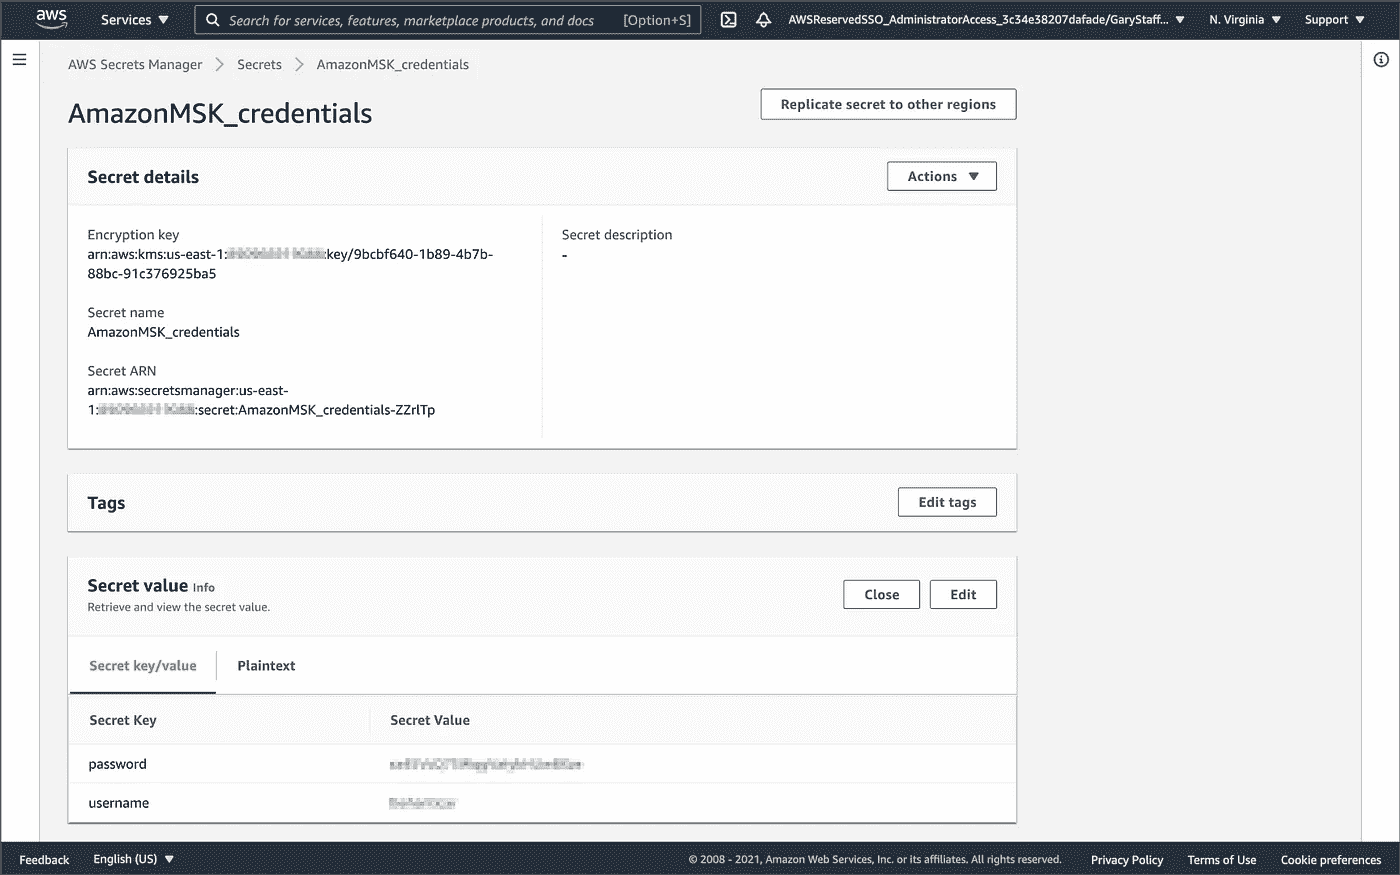 aws
Services
Search for services, features, marketplace products, and docs [Option+S]
AWSReservedSSO_AdministratorAccess_3c34e38207dafade/GaryStaff...
N. Virginia
Support
AWS Secrets Manager
Secrets
AmazonMSK_credentials
AmazonMSK_credentials
Replicate secret to other regions
Secret details
Actions
Encryption key
arn:aws:kms:us-east-1: :key/9bcbf640-1b89-4b7b-
88bc-91c376925ba5
Secret description
-
Secret name
AmazonMSK_credentials
Secret ARN
arn:aws:secretsmanager:us-east-
1: :secret:AmazonMSK_credentials-ZZrlTp
Tags
Edit tags
Secret value Info
Retrieve and view the secret value.
Close
Edit
Secret key/value
Plaintext
Secret Key
Secret Value
password
username
Feedback
English (US)
© 2008 - 2021, Amazon Web Services, Inc. or its affiliates. All rights reserved.
Privacy Policy
Terms of Use
Cookie preferences